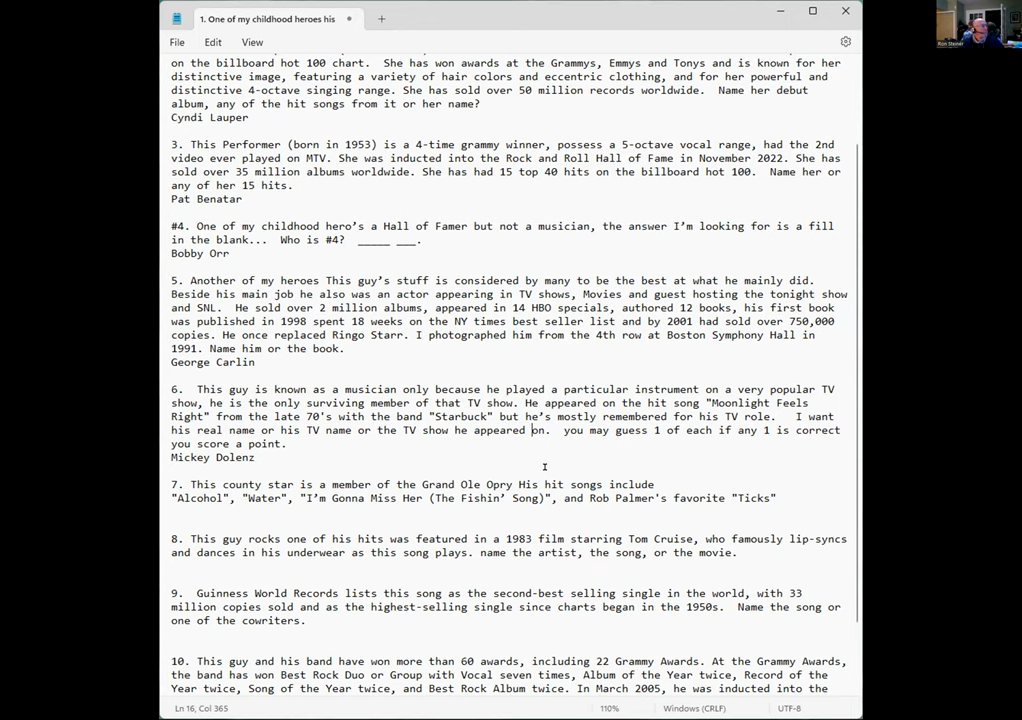 1. One of my childhood heroes his
File Edit View
on the billboard hot 100 chart.  She has won awards at the Grammys, Emmys and Tonys and is known for her
distinctive image, featuring a variety of hair colors and eccentric clothing, and for her powerful and
distinctive 4-octave singing range. She has sold over 50 million records worldwide.  Name her debut
album, any of the hit songs from it or her name?
Cyndi Lauper
3. This Performer (born in 1953) is a 4-time grammy winner, possess a 5-octave vocal range, had the 2nd
video ever played on MTV. She was inducted into the Rock and Roll Hall of Fame in November 2022. She has
sold over 35 million albums worldwide. She has had 15 top 40 hits on the billboard hot 100.  Name her or
any of her 15 hits.
Pat Benatar
#4. One of my childhood hero’s a Hall of Famer but not a musician, the answer I’m looking for is a fill
in the blank...  Who is #4?  _____ ___.
Bobby Orr
5. Another of my heroes This guy’s stuff is considered by many to be the best at what he mainly did.
Beside his main job he also was an actor appearing in TV shows, Movies and guest hosting the tonight show
and SNL.  He sold over 2 million albums, appeared in 14 HBO specials, authored 12 books, his first book
was published in 1998 spent 18 weeks on the NY times best seller list and by 2001 had sold over 750,000
copies. He once replaced Ringo Starr. I photographed him from the 4th row at Boston Symphony Hall in
1991. Name him or the book.
George Carlin
6.  This guy is known as a musician only because he played a particular instrument on a very popular TV
show, he is the only surviving member of that TV show. He appeared on the hit song "Moonlight Feels
Right" from the late 70's with the band "Starbuck" but he’s mostly remembered for his TV role.   I want
his real name or his TV name or the TV show he appeared on.  you may guess 1 of each if any 1 is correct
you score a point.
Mickey Dolenz
7. This county star is a member of the Grand Ole Opry His hit songs include
"Alcohol", "Water", "I’m Gonna Miss Her (The Fishin’ Song)", and Rob Palmer's favorite "Ticks"
8. This guy rocks one of his hits was featured in a 1983 film starring Tom Cruise, who famously lip-syncs
and dances in his underwear as this song plays. name the artist, the song, or the movie.
9.  Guinness World Records lists this song as the second-best selling single in the world, with 33
million copies sold and as the highest-selling single since charts began in the 1950s.  Name the song or
one of the cowriters.
10. This guy and his band have won more than 60 awards, including 22 Grammy Awards. At the Grammy Awards,
the band has won Best Rock Duo or Group with Vocal seven times, Album of the Year twice, Record of the
Year twice, Song of the Year twice, and Best Rock Album twice. In March 2005, he was inducted into the
Ln 16, Col 365 110% Windows (CRLF) UTF-8